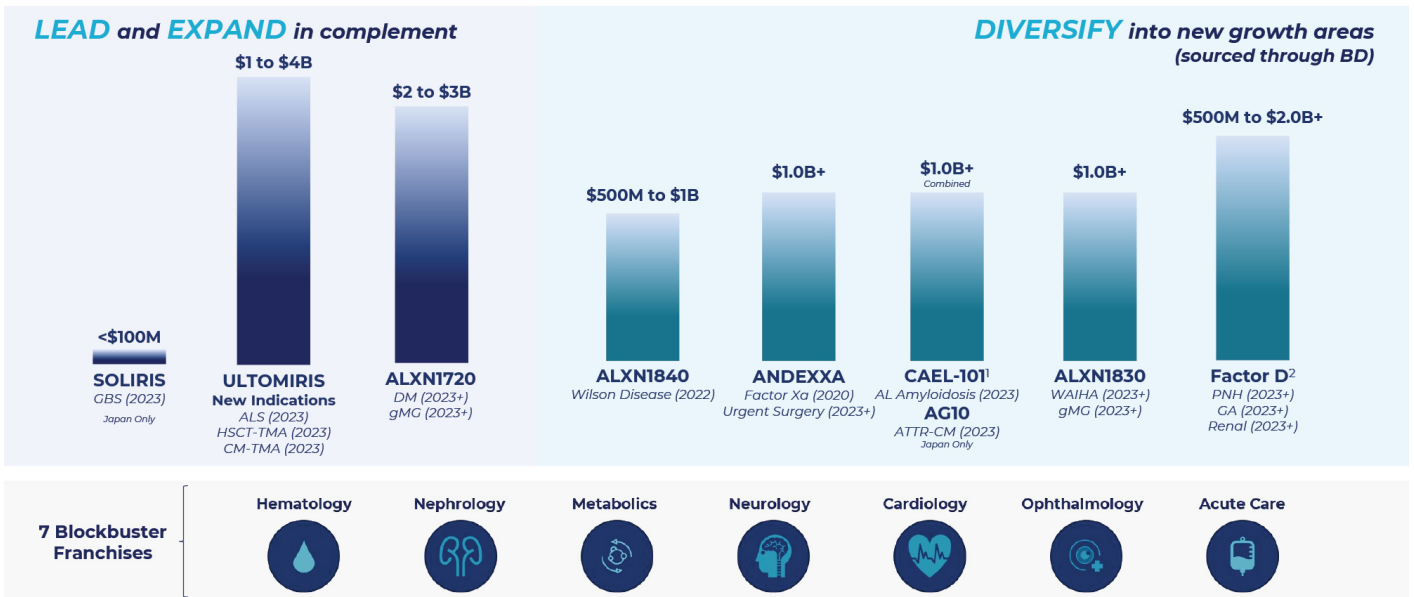 LEAD and EXPAND in complement
$1 to $4B
$2 to $3B
<$100M
SOLIRIS
GBS (2023)
Japan Only
ULTOMIRIS
New Indications
ALS (2023)
HSCT-TMA (2023)
CM-TMA (2023)
ALXN1720
DM (2023+)
gMG (2023+)
DIVERSIFY into new growth areas
(sourced through BD)
$500M to $1B
$1.0B+
$1.0B+
Combined
$1.0B+
$500M to $2.0B+
ALXN1840
Wilson Disease (2022)
ANDEXXA
Factor Xa (2020)
Urgent Surgery (2023+)
CAEL-101¹
AL Amyloidosis (2023)
AG10
ATTR-CM (2023)
Japan Only
ALXN1830
WAIHA (2023+)
gMG (2023+)
Factor D²
PNH (2023+)
GA (2023+)
Renal (2023+)
7 Blockbuster
Franchises
Hematology
Nephrology
Metabolics
Neurology
Cardiology
Ophthalmology
Acute Care